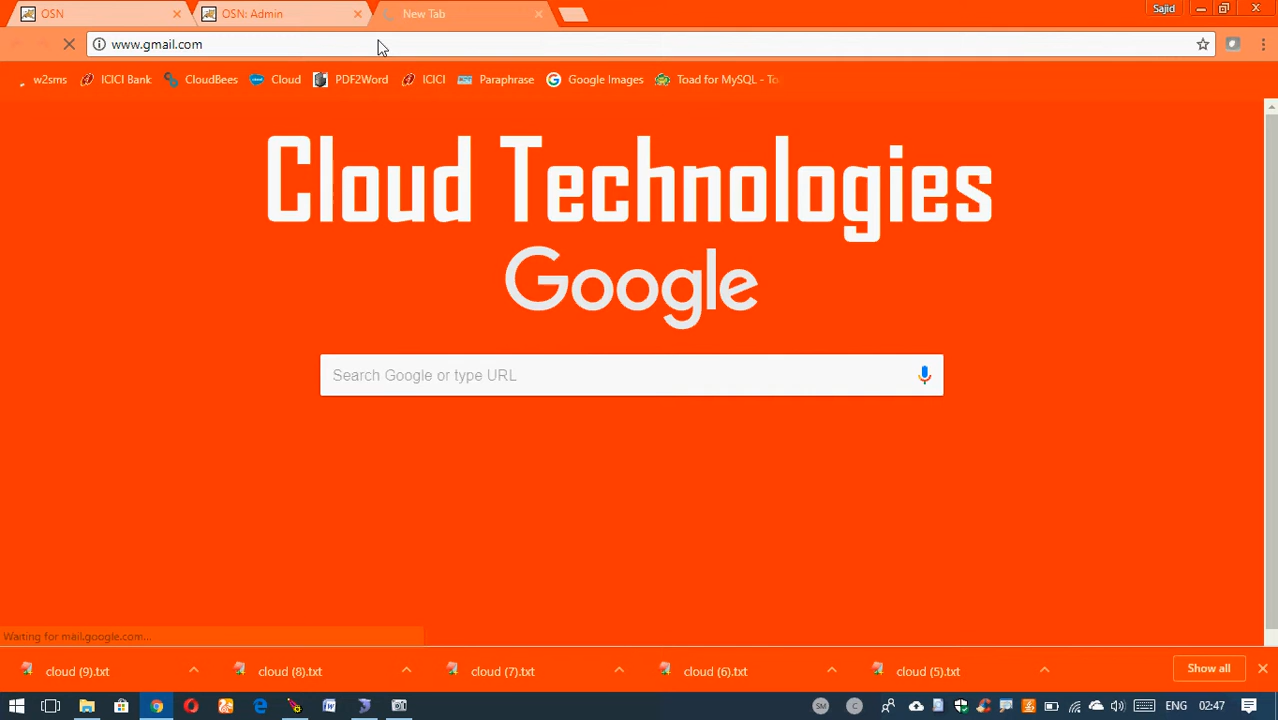 OSN
OSN: Admin
New Tab
Sajid
www.gmail.com
w2sms
ICICI Bank
CloudBees
Cloud
PDF2Word
ICICI
Paraphrase
Google Images
Toad for MySQL - To
Cloud Technologies
Google
Search Google or type URL
Waiting for mail.google.com...
cloud (9).txt
cloud (8).txt
cloud (7).txt
cloud (6).txt
cloud (5).txt
Show all
SM
C
ENG
02:47